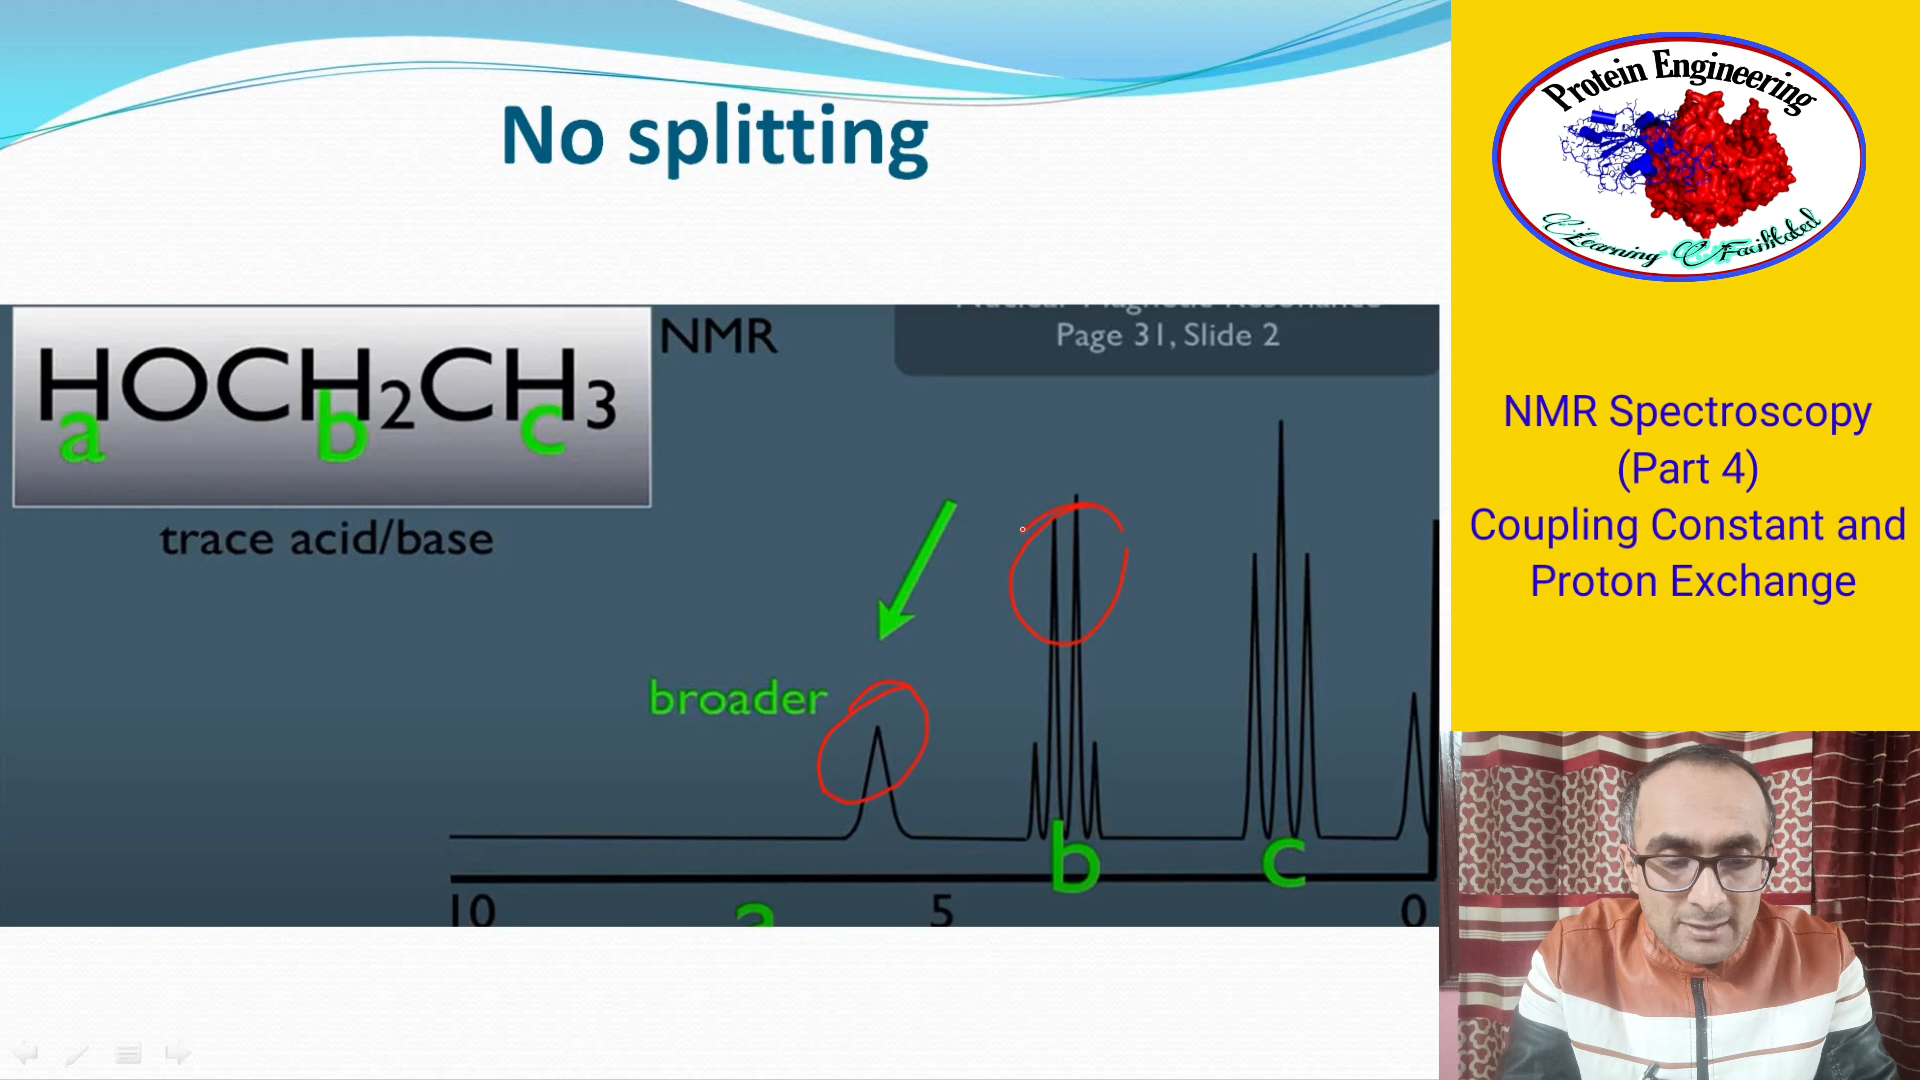 No splitting
HOCH2CH3
a b c
NMR
Page 31, Slide 2
trace acid/base
broader
b
c
10 5 0
a
Protein Engineering
eLearning Facilitated
NMR Spectroscopy
(Part 4)
Coupling Constant and
Proton Exchange